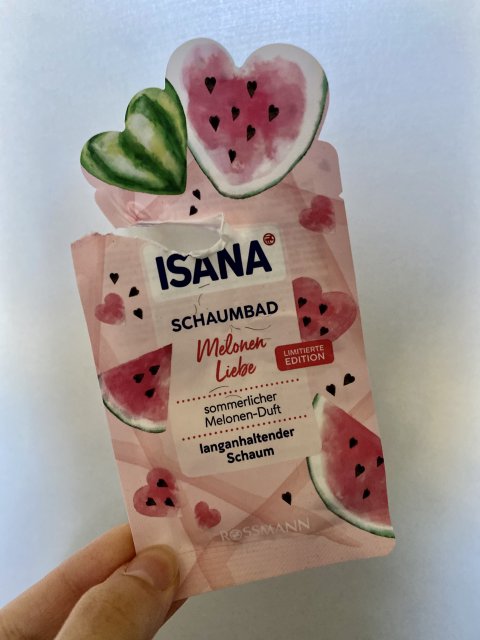 ISANA
SCHAUMBAD
Melonen
Liebe
LIMITIERTE
EDITION
sommerlicher
Melonen-Duft
langanhaltender
Schaum
ROSSMANN